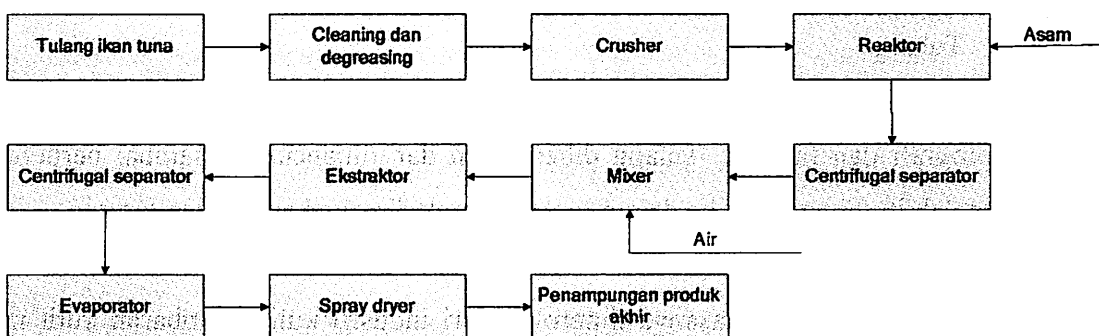 Tulang ikan tuna
Cleaning dan
degreasing
Crusher
Reaktor
Asam
Centrifugal separator
Ekstraktor
Mixer
Centrifugal separator
Air
Evaporator
Spray dryer
Penampungan produk
akhir